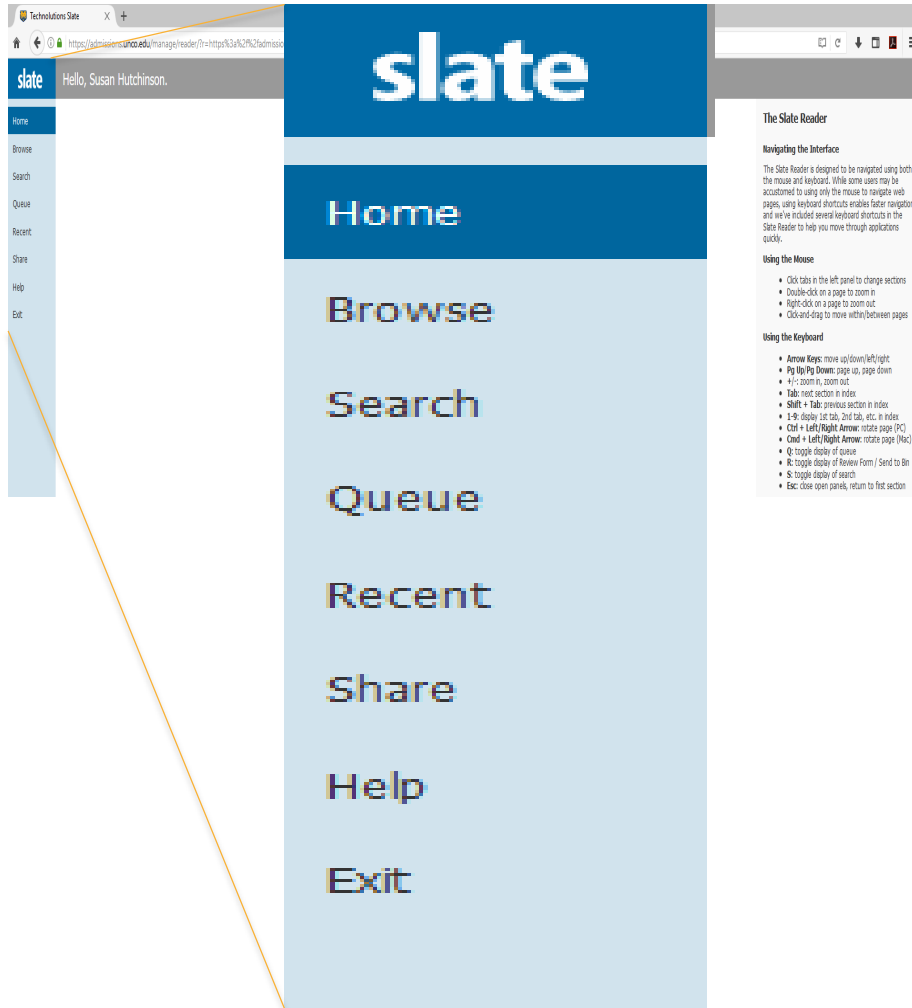 Technolutions Slate
https://admissions.unco.edu/manage/reader/?r=https%3a%2f%2fadmissio
slate
Hello, Susan Hutchinson.
Home
Browse
Search
Queue
Recent
Share
Help
Exit
slate
Home
Browse
Search
Queue
Recent
Share
Help
Exit
The Slate Reader
Navigating the Interface
The Slate Reader is designed to be navigated using both
the mouse and keyboard. While some users may be
accustomed to using only the mouse to navigate web
pages, using keyboard shortcuts enables faster navigation
and we've included several keyboard shortcuts in the
Slate Reader to help you move through applications
quickly.
Using the Mouse
• Click tabs in the left panel to change sections
• Double-click on a page to zoom in
• Right-click on a page to zoom out
• Click-and-drag to move within/between pages
Using the Keyboard
• Arrow Keys: move up/down/left/right
• Pg Up/Pg Down: page up, page down
• +/-: zoom in, zoom out
• Tab: next section in index
• Shift + Tab: previous section in index
• 1-9: display 1st tab, 2nd tab, etc. in index
• Ctrl + Left/Right Arrow: rotate page (PC)
• Cmd + Left/Right Arrow: rotate page (Mac)
• Q: toggle display of queue
• R: toggle display of Review Form / Send to Bin
• S: toggle display of search
• Esc: close open panels, return to first section